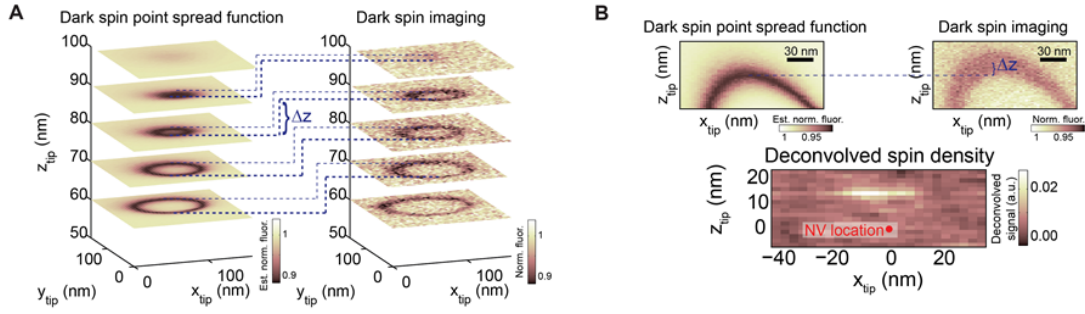 A
Dark spin point spread function
Dark spin imaging
100
90
80
70
60
50
z_tip (nm)
100
90
80
70
60
50
Δz
100
0
0
100
y_tip (nm)
x_tip (nm)
Est. norm. fluor.
1
0.9
100
0
0
100
y_tip (nm)
x_tip (nm)
Norm. fluor.
1
0.9
B
Dark spin point spread function
Dark spin imaging
30 nm
z_tip (nm)
x_tip (nm)
Est. norm. fluor.
1 0.95
30 nm
Δz
z_tip (nm)
x_tip (nm)
Norm. fluor.
1 0.95
Deconvolved spin density
20
10
0
z_tip (nm)
NV location
−40 −20 0 20
x_tip (nm)
Deconvolved
signal (a.u.)
0.02
0.00